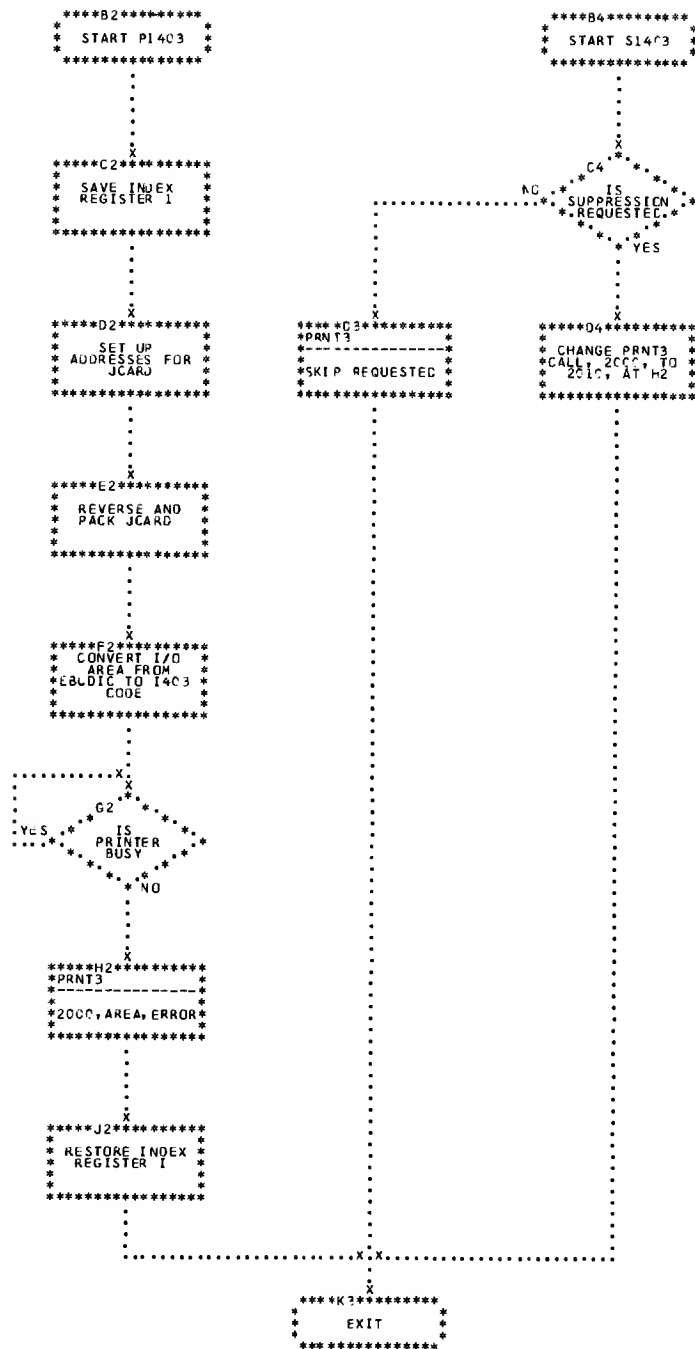 B2
START P1403
C2
SAVE INDEX
REGISTER 1
D2
SET UP
ADDRESSES FOR
JCARD
E2
REVERSE AND
PACK JCARD
F2
CONVERT I/O
AREA FROM
EBCDIC TO 1403
CODE
G2
IS
PRINTER
BUSY
YES
NO
H2
PRNT3
2000,AREA,ERROR
J2
RESTORE INDEX
REGISTER 1
B4
START S1403
C4
IS
SUPPRESSION
REQUESTED
NO
YES
D3
PRNT3
SKIP REQUESTED
D4
CHANGE PRNT3
CALL, 2000, TO
2010, AT H2
K3
EXIT